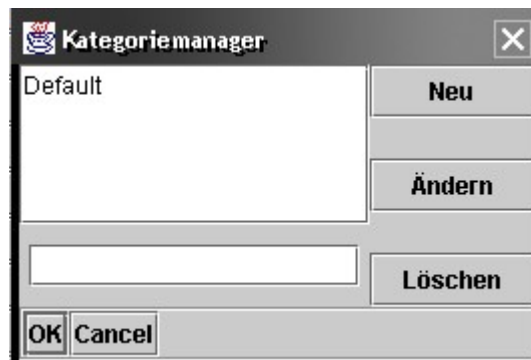 Kategoriemanager
Default
Neu
Ändern
Löschen
OK Cancel